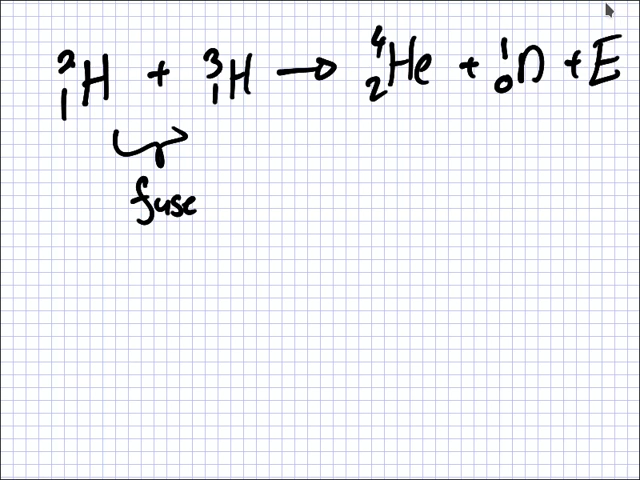 ²₁H + ³₁H → ⁴₂He + ¹₀n + E
fuse